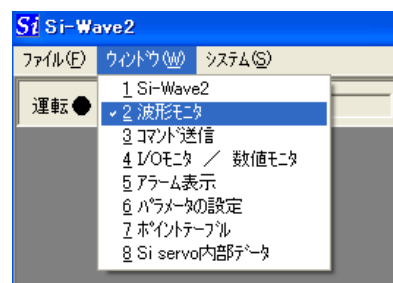 Si Si-Wave2
ﾌｧｲﾙ(F) ｳｨﾝﾄﾞｳ(W) ｼｽﾃﾑ(S)
運転
1 Si-Wave2
2 波形ﾓﾆﾀ
3 ｺﾏﾝﾄﾞ送信
4 I/Oﾓﾆﾀ ／ 数値ﾓﾆﾀ
5 ｱﾗｰﾑ表示
6 ﾊﾟﾗﾒｰﾀの設定
7 ﾎﾟｲﾝﾄﾃｰﾌﾞﾙ
8 Si servo内部ﾃﾞｰﾀ